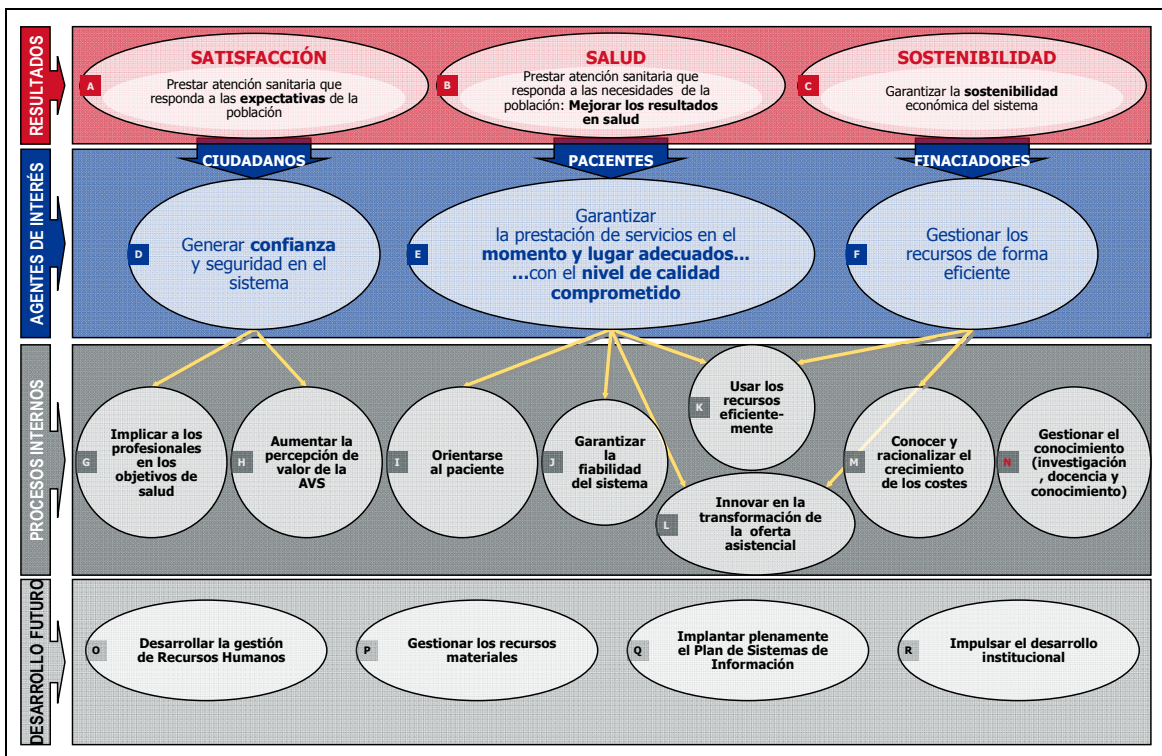 RESULTADOS
SATISFACCIÓN
A
Prestar atención sanitaria que
responda a las expectativas de la
población
SALUD
B
Prestar atención sanitaria que
responda a las necesidades de la
población: Mejorar los resultados
en salud
SOSTENIBILIDAD
C
Garantizar la sostenibilidad
económica del sistema
AGENTES DE INTERÉS
CIUDADANOS
PACIENTES
FINACIADORES
D
Generar confianza
y seguridad en el
sistema
E
Garantizar
la prestación de servicios en el
momento y lugar adecuados...
...con el nivel de calidad
comprometido
F
Gestionar los
recursos de forma
eficiente
PROCESOS INTERNOS
G
Implicar a los
profesionales
en los
objetivos de
salud
H
Aumentar la
percepción de
valor de la
AVS
I
Orientarse
al paciente
J
Garantizar
la
fiabilidad
del sistema
K
Usar los
recursos
eficiente-
mente
L
Innovar en la
transformación de
la oferta
asistencial
M
Conocer y
racionalizar el
crecimiento
de los costes
N
Gestionar el
conocimiento
(investigación
, docencia y
conocimiento)
DESARROLLO FUTURO
O
Desarrollar la gestión
de Recursos Humanos
P
Gestionar los recursos
materiales
Q
Implantar plenamente
el Plan de Sistemas de
Información
R
Impulsar el desarrollo
institucional